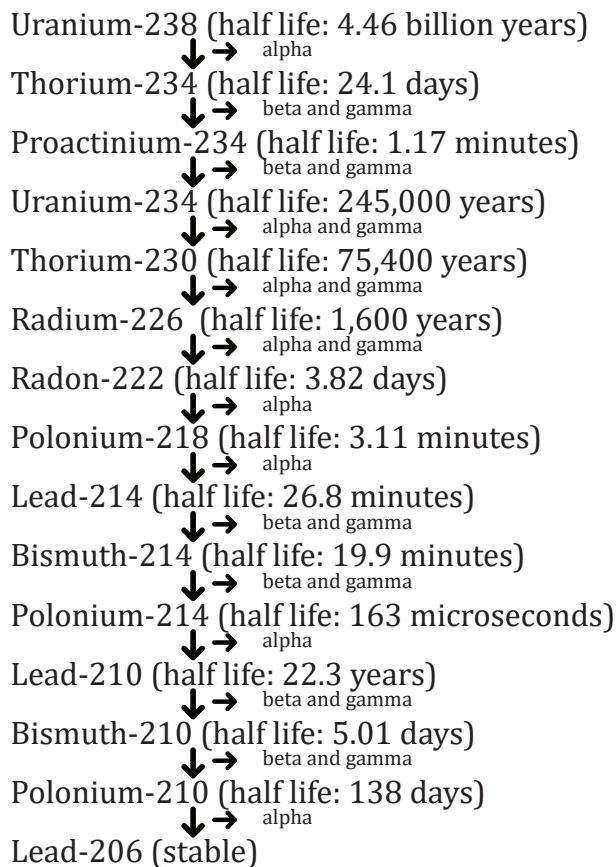 Uranium-238 (half life: 4.46 billion years)
alpha
Thorium-234 (half life: 24.1 days)
beta and gamma
Proactinium-234 (half life: 1.17 minutes)
beta and gamma
Uranium-234 (half life: 245,000 years)
alpha and gamma
Thorium-230 (half life: 75,400 years)
alpha and gamma
Radium-226 (half life: 1,600 years)
alpha and gamma
Radon-222 (half life: 3.82 days)
alpha
Polonium-218 (half life: 3.11 minutes)
alpha
Lead-214 (half life: 26.8 minutes)
beta and gamma
Bismuth-214 (half life: 19.9 minutes)
beta and gamma
Polonium-214 (half life: 163 microseconds)
alpha
Lead-210 (half life: 22.3 years)
beta and gamma
Bismuth-210 (half life: 5.01 days)
beta and gamma
Polonium-210 (half life: 138 days)
alpha
Lead-206 (stable)